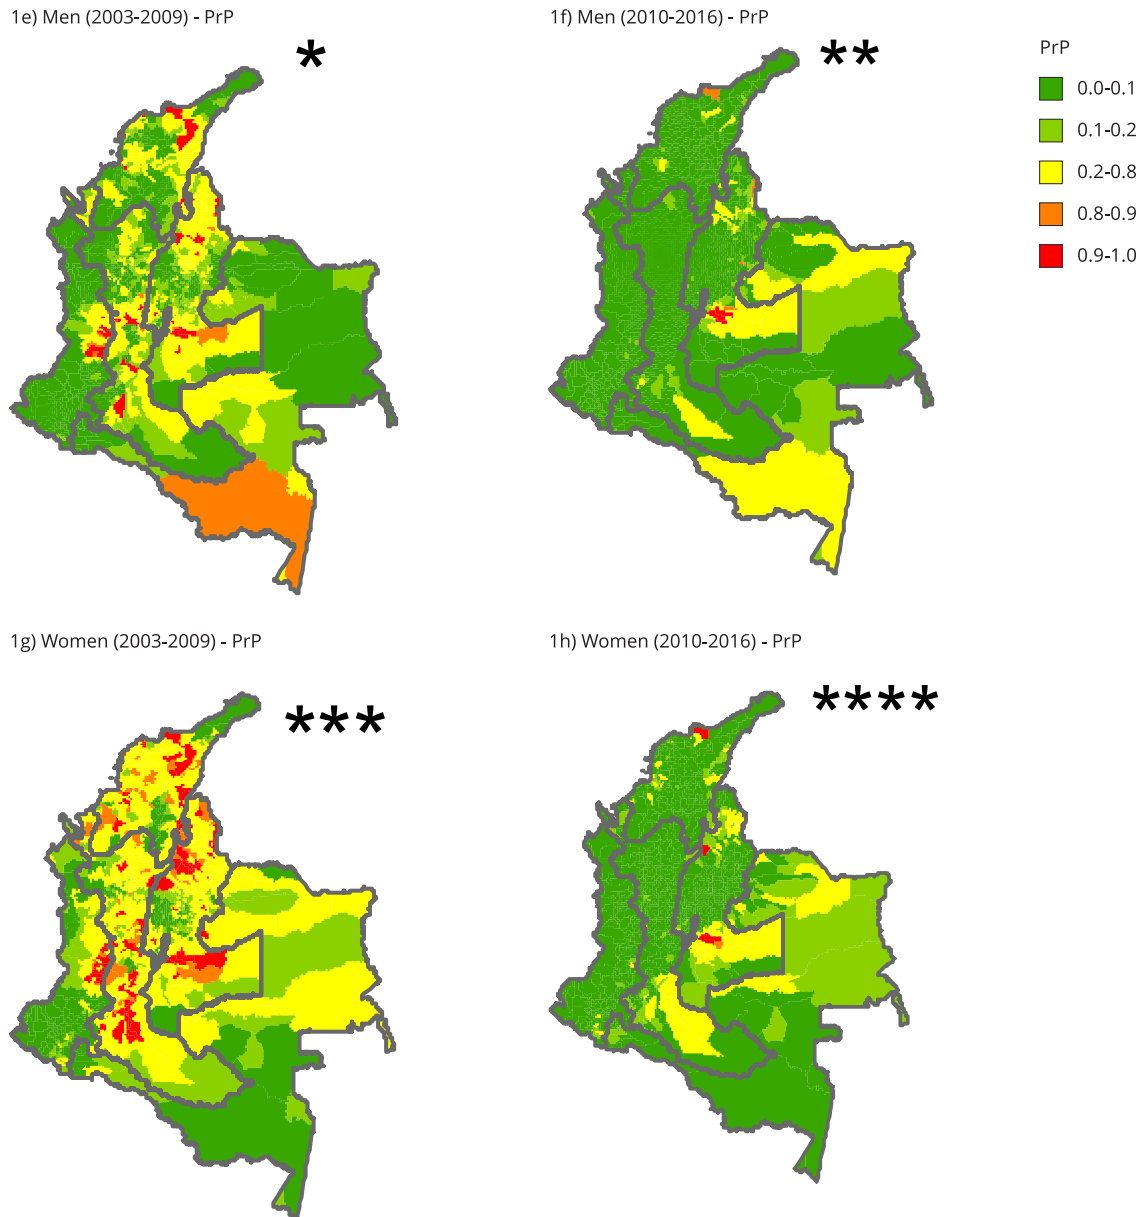 1e) Men (2003-2009) - PrP
*
1f) Men (2010-2016) - PrP
**
PrP
0.0-0.1
0.1-0.2
0.2-0.8
0.8-0.9
0.9-1.0
1g) Women (2003-2009) - PrP
***
1h) Women (2010-2016) - PrP
****